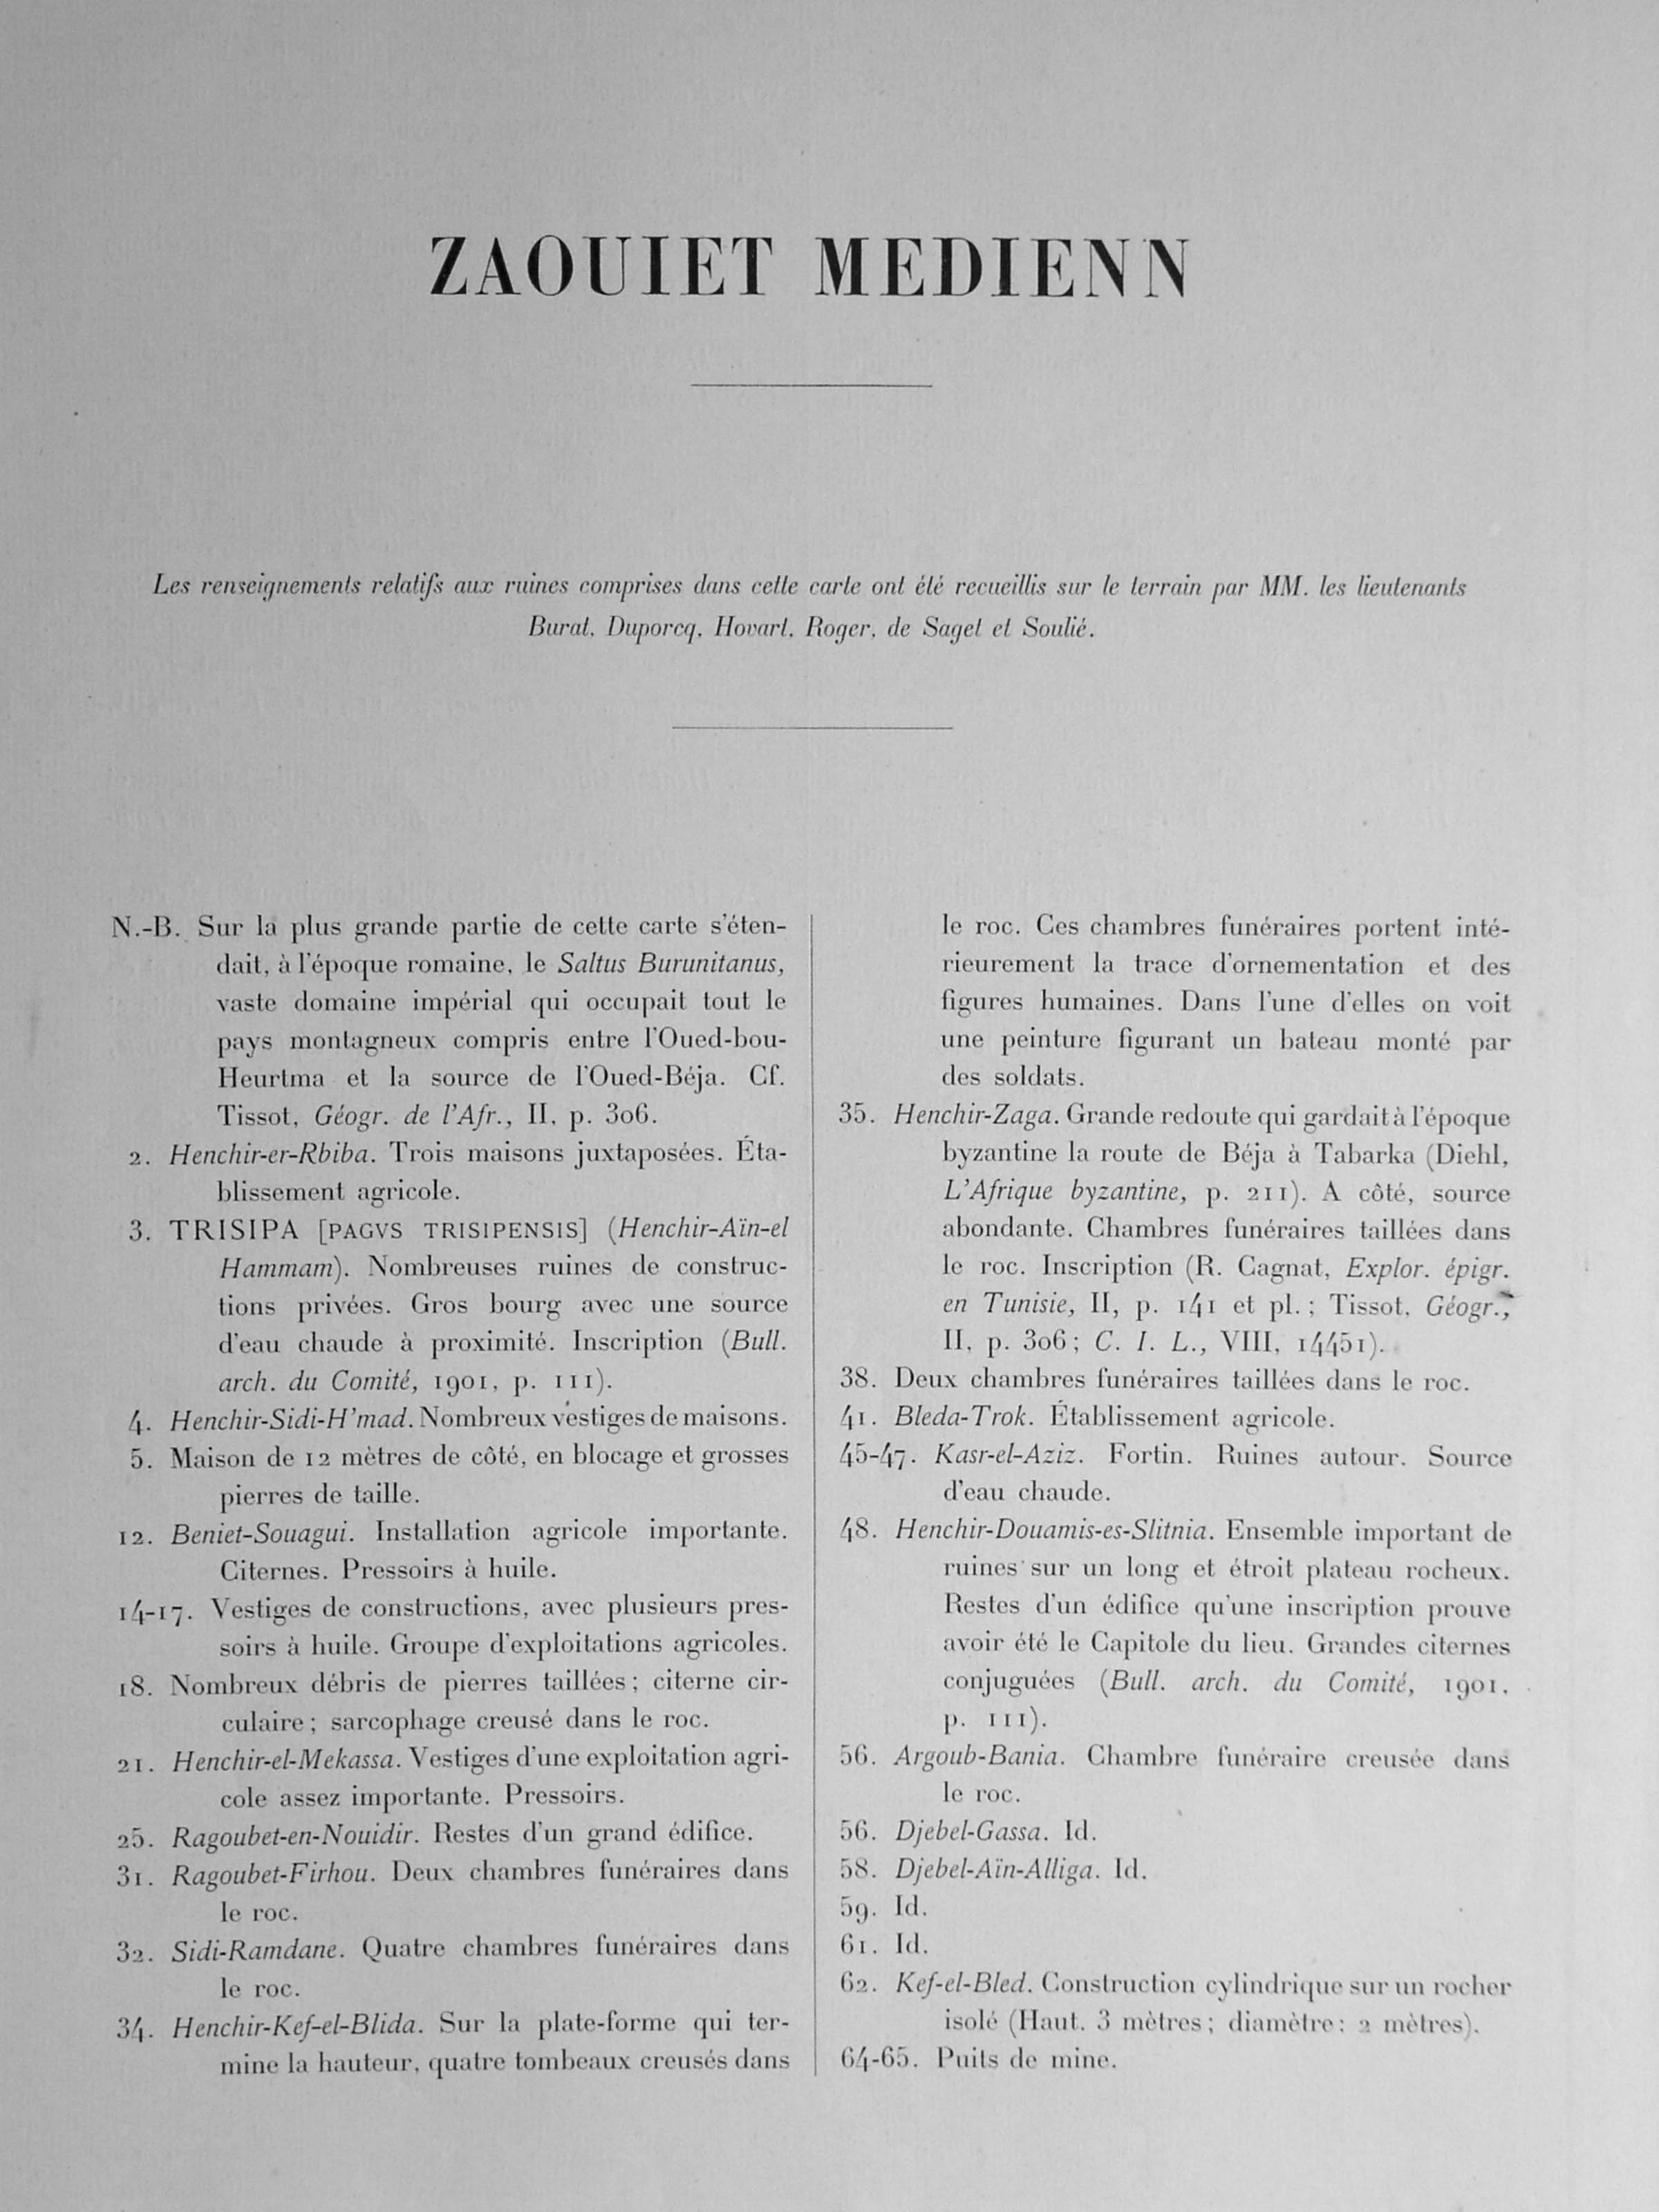 ZAOUIET MEDIENN
Les renseignements relatifs aux ruines comprises dans cette carte ont été recueillis sur le terrain par MM. les lieutenants
Burat, Duporcq, Hovart, Roger, de Saget et Soulié.
N.-B. Sur la plus grande partie de cette carte s'éten-
dait, à l'époque romaine, le Saltus Burunitanus,
vaste domaine impérial qui occupait tout le
pays montagneux compris entre l'Oued-bou-
Heurtma et la source de l'Oued-Béja. Cf.
Tissot, Géogr. de l'Afr., II, p. 306.
2. Henchir-er-Rbiba. Trois maisons juxtaposées. Éta-
blissement agricole.
3. TRISIPA [PAGVS TRISIPENSIS] (Henchir-Aïn-el
Hammam). Nombreuses ruines de construc-
tions privées. Gros bourg avec une source
d'eau chaude à proximité. Inscription (Bull.
arch. du Comité, 1901, p. 111).
4. Henchir-Sidi-H'mad. Nombreux vestiges de maisons.
5. Maison de 12 mètres de côté, en blocage et grosses
pierres de taille.
12. Beniet-Souagui. Installation agricole importante.
Citernes. Pressoirs à huile.
14-17. Vestiges de constructions, avec plusieurs pres-
soirs à huile. Groupe d'exploitations agricoles.
18. Nombreux débris de pierres taillées; citerne cir-
culaire; sarcophage creusé dans le roc.
21. Henchir-el-Mekassa. Vestiges d'une exploitation agri-
cole assez importante. Pressoirs.
25. Ragoubet-en-Nouidir. Restes d'un grand édifice.
31. Ragoubet-Firhou. Deux chambres funéraires dans
le roc.
32. Sidi-Ramdane. Quatre chambres funéraires dans
le roc.
34. Henchir-Kef-el-Blida. Sur la plate-forme qui ter-
mine la hauteur, quatre tombeaux creusés dans
le roc. Ces chambres funéraires portent inté-
rieurement la trace d'ornementation et des
figures humaines. Dans l'une d'elles on voit
une peinture figurant un bateau monté par
des soldats.
35. Henchir-Zaga. Grande redoute qui gardait à l'époque
byzantine la route de Béja à Tabarka (Diehl,
L'Afrique byzantine, p. 211). A côté, source
abondante. Chambres funéraires taillées dans
le roc. Inscription (R. Cagnat, Explor. épigr.
en Tunisie, II, p. 141 et pl.; Tissot, Géogr.,
II, p. 306; C. I. L., VIII, 14451).
38. Deux chambres funéraires taillées dans le roc.
41. Bleda-Trok. Établissement agricole.
45-47. Kasr-el-Aziz. Fortin. Ruines autour. Source
d'eau chaude.
48. Henchir-Douamis-es-Slitnia. Ensemble important de
ruines sur un long et étroit plateau rocheux.
Restes d'un édifice qu'une inscription prouve
avoir été le Capitole du lieu. Grandes citernes
conjuguées (Bull. arch. du Comité, 1901,
p. 111).
56. Argoub-Bania. Chambre funéraire creusée dans
le roc.
56. Djebel-Gassa. Id.
58. Djebel-Aïn-Alliga. Id.
59. Id.
61. Id.
62. Kef-el-Bled. Construction cylindrique sur un rocher
isolé (Haut. 3 mètres; diamètre: 2 mètres).
64-65. Puits de mine.